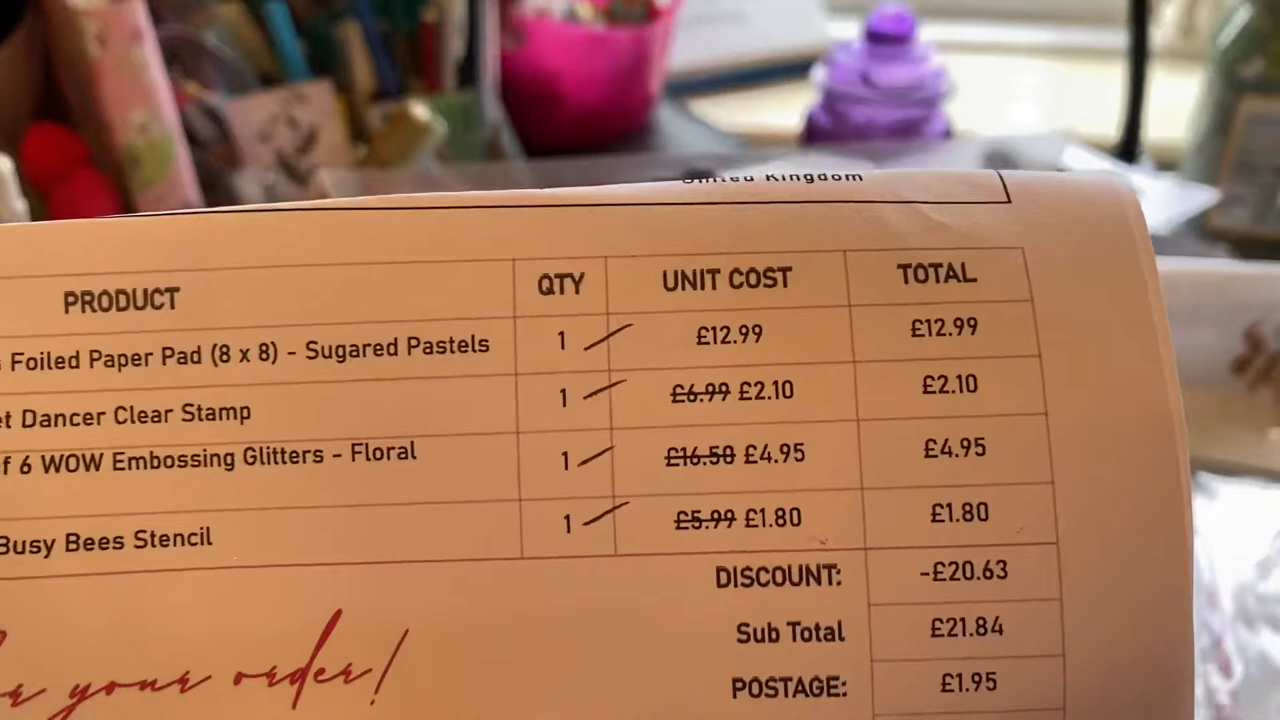 United Kingdom
PRODUCT QTY UNIT COST TOTAL
Foiled Paper Pad (8 x 8) - Sugared Pastels 1 £12.99 £12.99
Dancer Clear Stamp 1 £6.99 £2.10 £2.10
6 WOW Embossing Glitters - Floral 1 £16.50 £4.95 £4.95
Busy Bees Stencil 1 £5.99 £1.80 £1.80
DISCOUNT: -£20.63
Sub Total £21.84
your order!
POSTAGE: £1.95